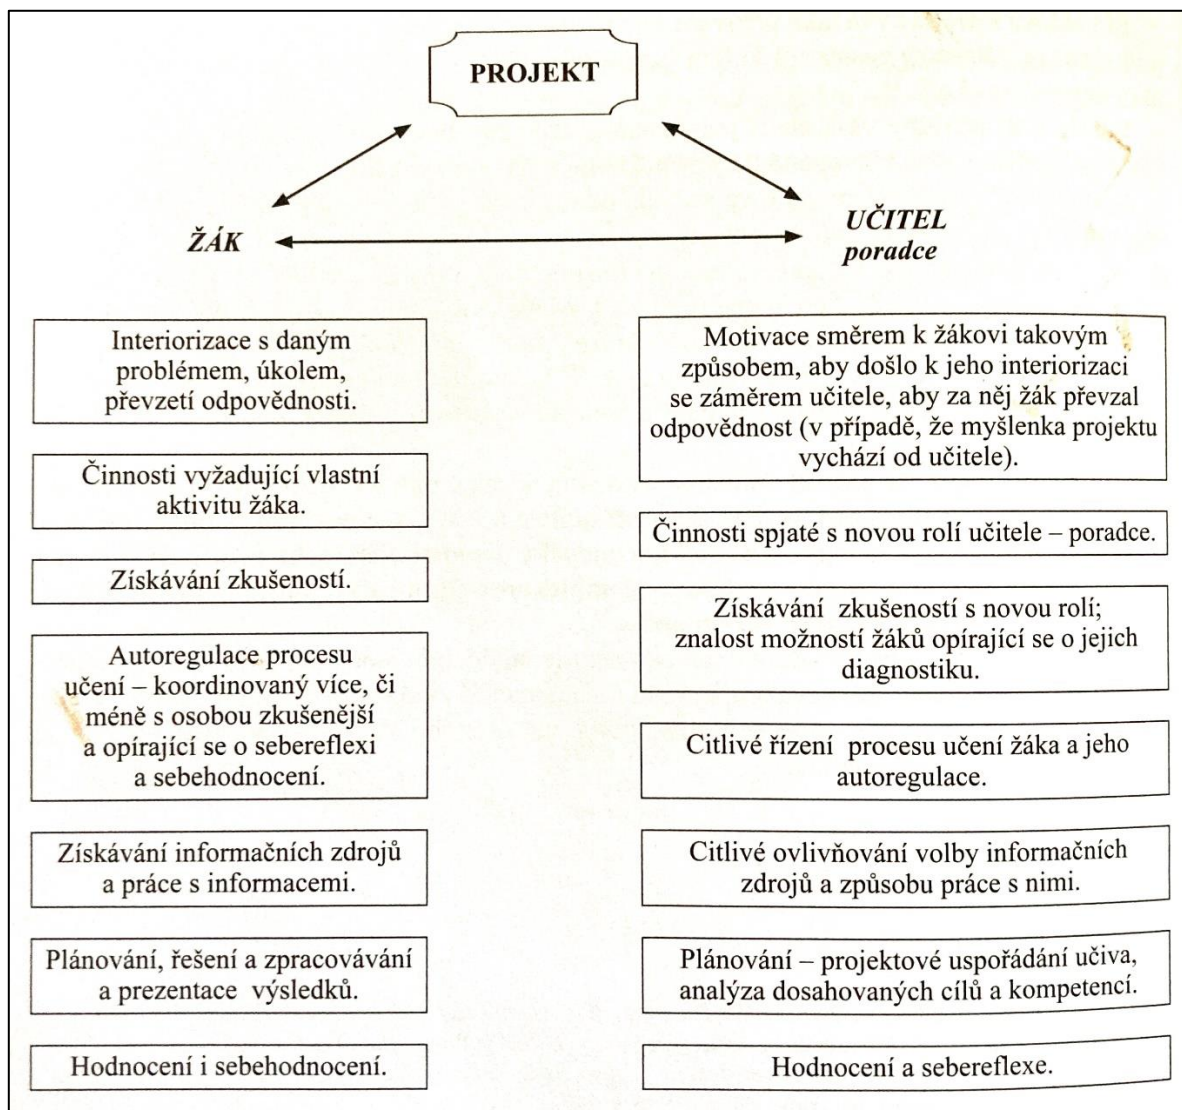 PROJEKT
ŽÁK
UČITEL
poradce
Interiorizace s daným
problémem, úkolem,
převzetí odpovědnosti.
Činnosti vyžadující vlastní
aktivitu žáka.
Získávání zkušeností.
Autoregulace procesu
učení – koordinovaný více, či
méně s osobou zkušenější
a opírající se o sebereflexi
a sebehodnocení.
Získávání informačních zdrojů
a práce s informacemi.
Plánování, řešení a zpracovávání
a prezentace výsledků.
Hodnocení i sebehodnocení.
Motivace směrem k žákovi takovým
způsobem, aby došlo k jeho interiorizaci
se záměrem učitele, aby za něj žák převzal
odpovědnost (v případě, že myšlenka projektu
vychází od učitele).
Činnosti spjaté s novou rolí učitele – poradce.
Získávání zkušeností s novou rolí;
znalost možností žáků opírající se o jejich
diagnostiku.
Citlivé řízení procesu učení žáka a jeho
autoregulace.
Citlivé ovlivňování volby informačních
zdrojů a způsobu práce s nimi.
Plánování – projektové uspořádání učiva,
analýza dosahovaných cílů a kompetencí.
Hodnocení a sebereflexe.